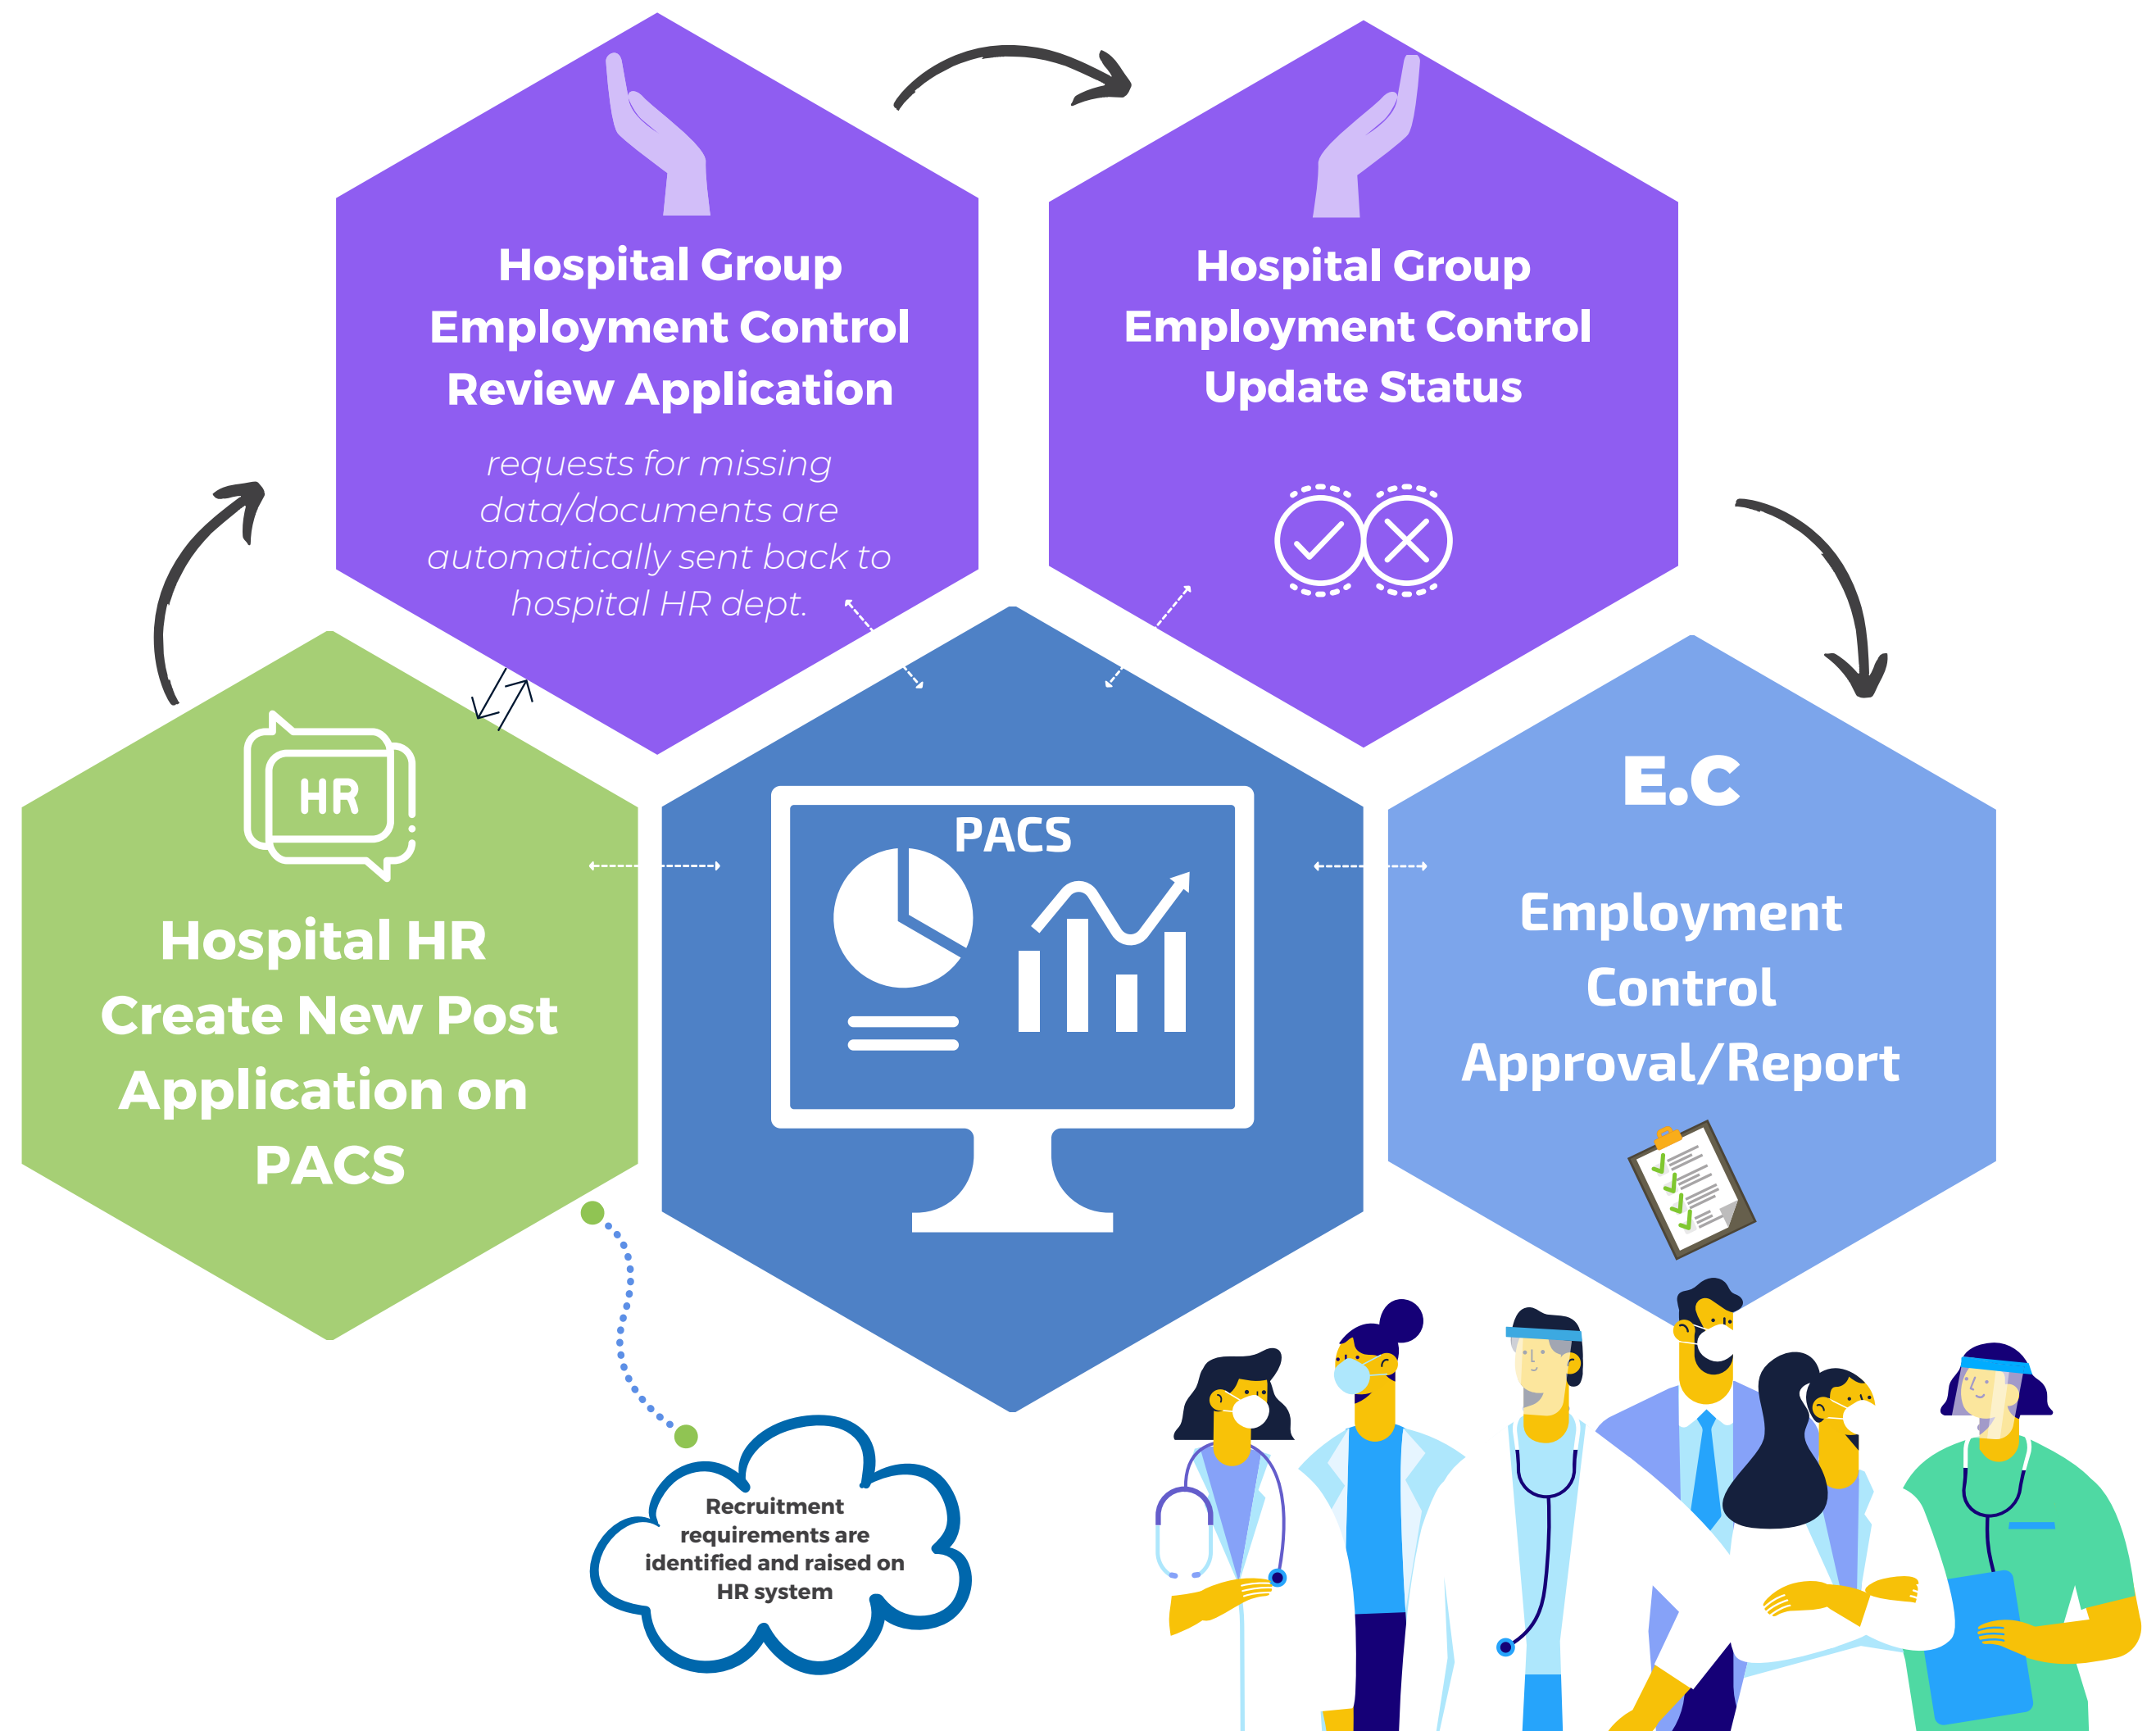 Hospital Group
Employment Control
Review Application
requests for missing
data/documents are
automatically sent back to
hospital HR dept.
Hospital Group
Employment Control
Update Status
HR
Hospital HR
Create New Post
Application on
PACS
PACS
E.C
Employment
Control
Approval/Report
Recruitment
requirements are
identified and raised on
HR system